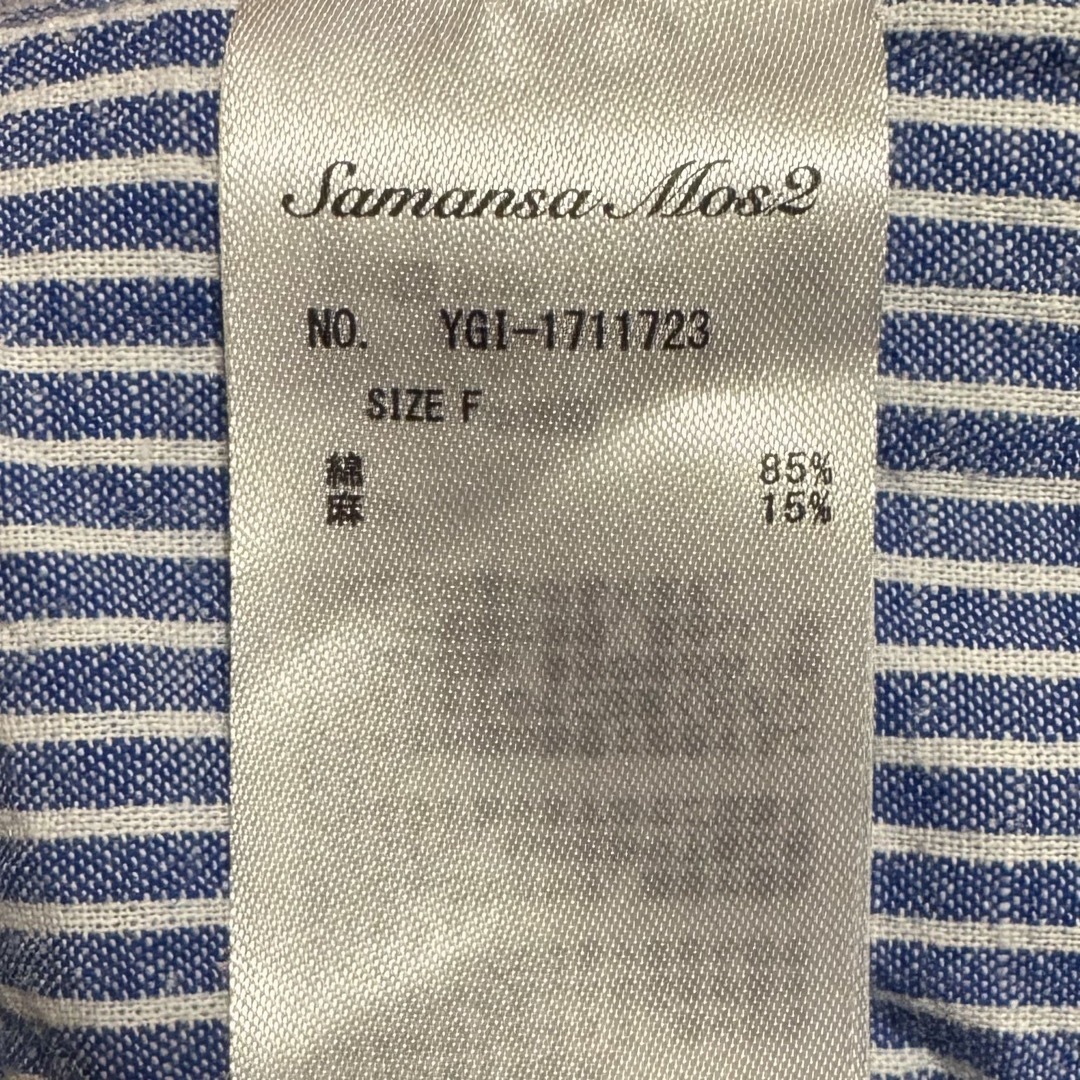 Samansa Mos2
NO. YGI-1711723
SIZE F
綿 85%
麻 15%